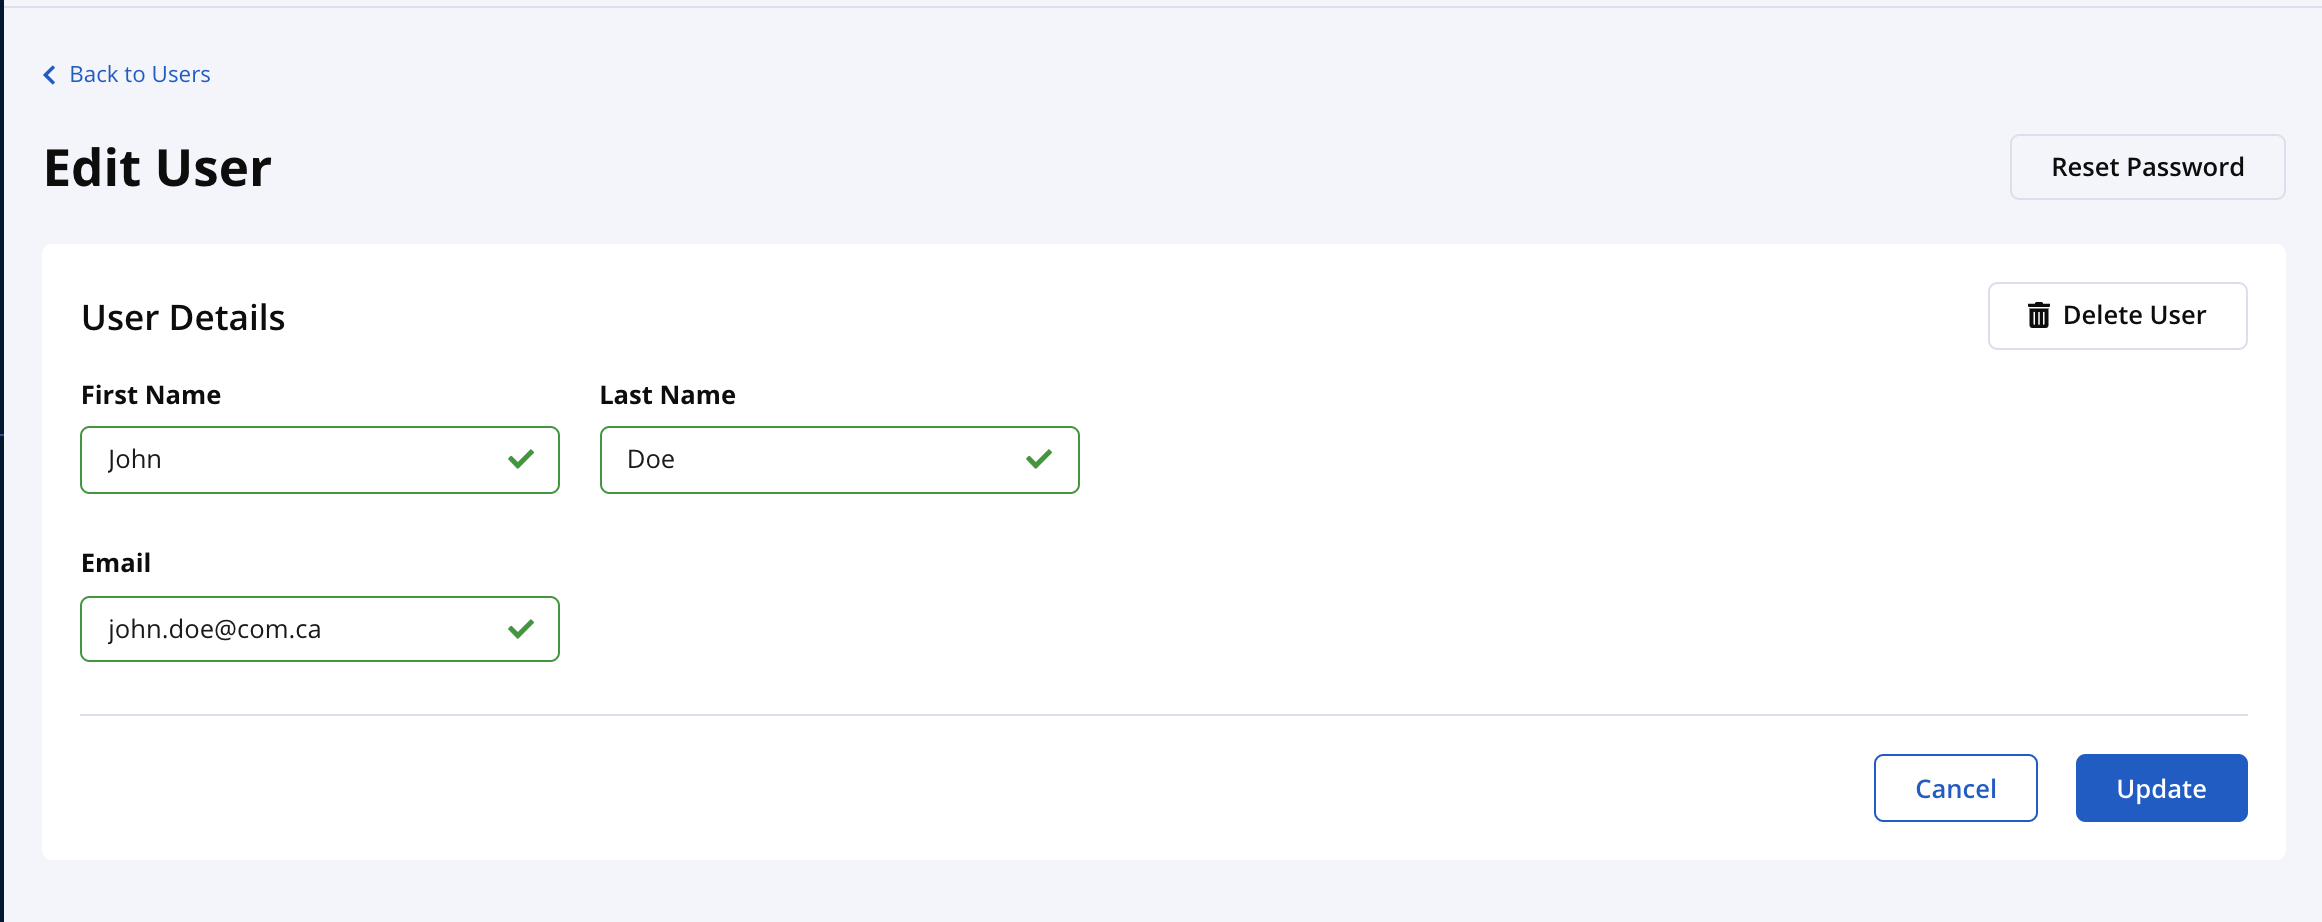 Back to Users
Edit User
Reset Password
User Details
Delete User
First Name
Last Name
John
Doe
Email
john.doe@com.ca
Cancel
Update